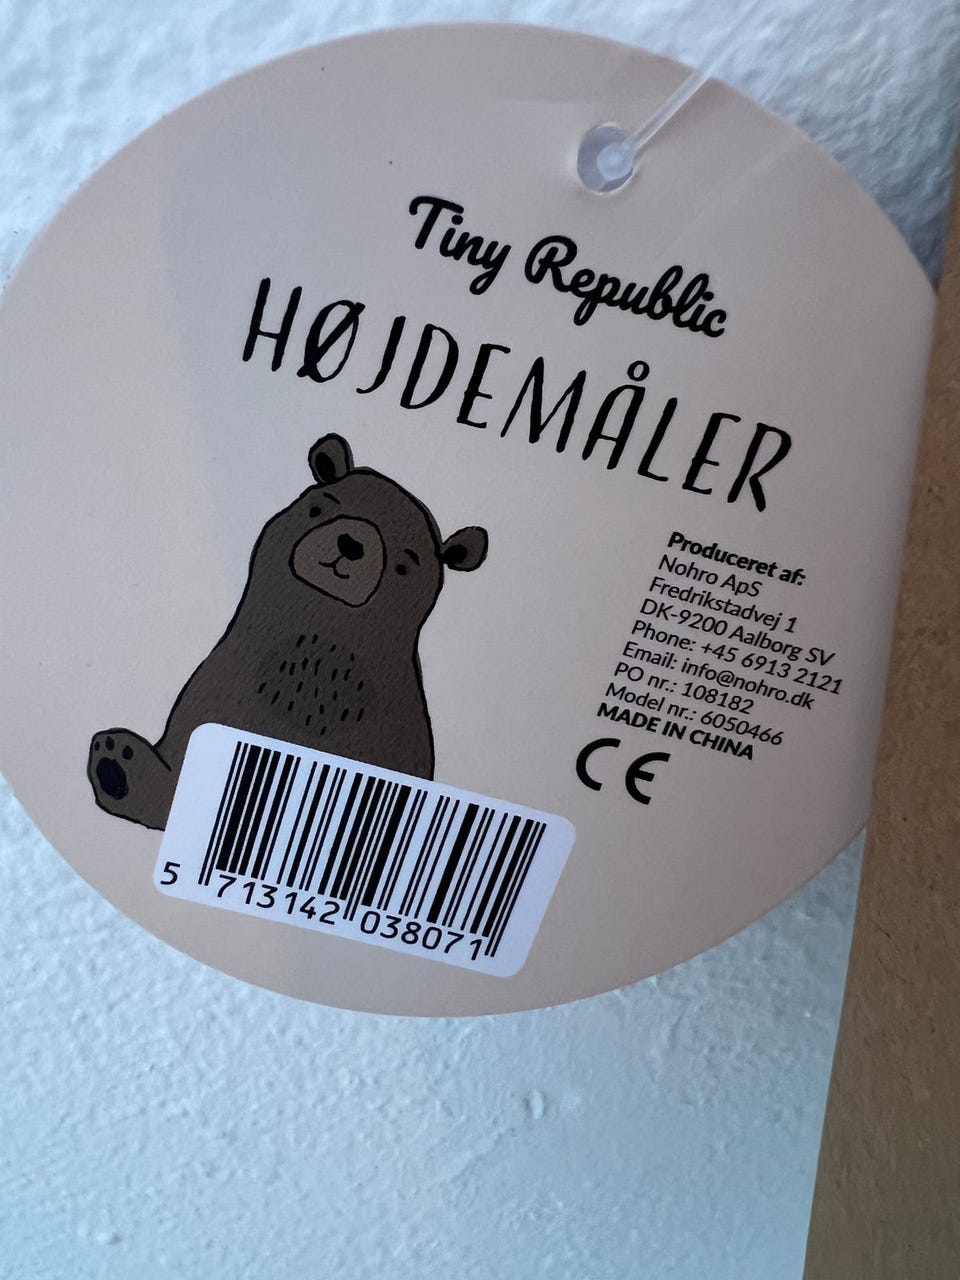 Tiny Republic
HØJDEMÅLER
Produceret af:
Nohro ApS
Fredrikstadvej 1
DK-9200 Aalborg SV
Phone: +45 6913 2121
Email: info@nohro.dk
PO nr.: 108182
Model nr.: 6050466
MADE IN CHINA
CE
5 713142 038071